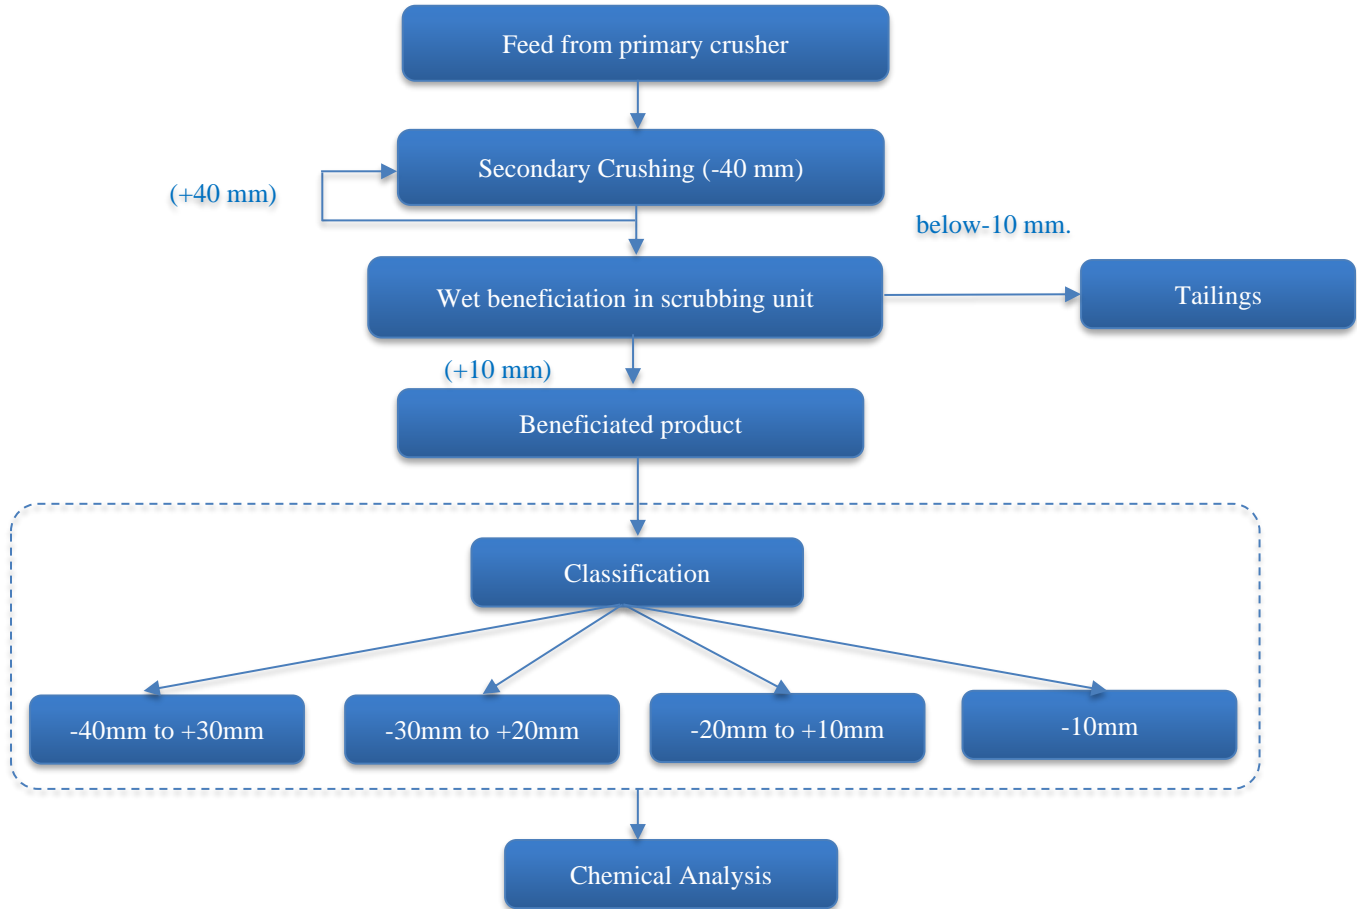 Feed from primary crusher
Secondary Crushing (-40 mm)
(+40 mm)
below-10 mm.
Wet beneficiation in scrubbing unit
Tailings
(+10 mm)
Beneficiated product
Classification
-40mm to +30mm
-30mm to +20mm
-20mm to +10mm
-10mm
Chemical Analysis